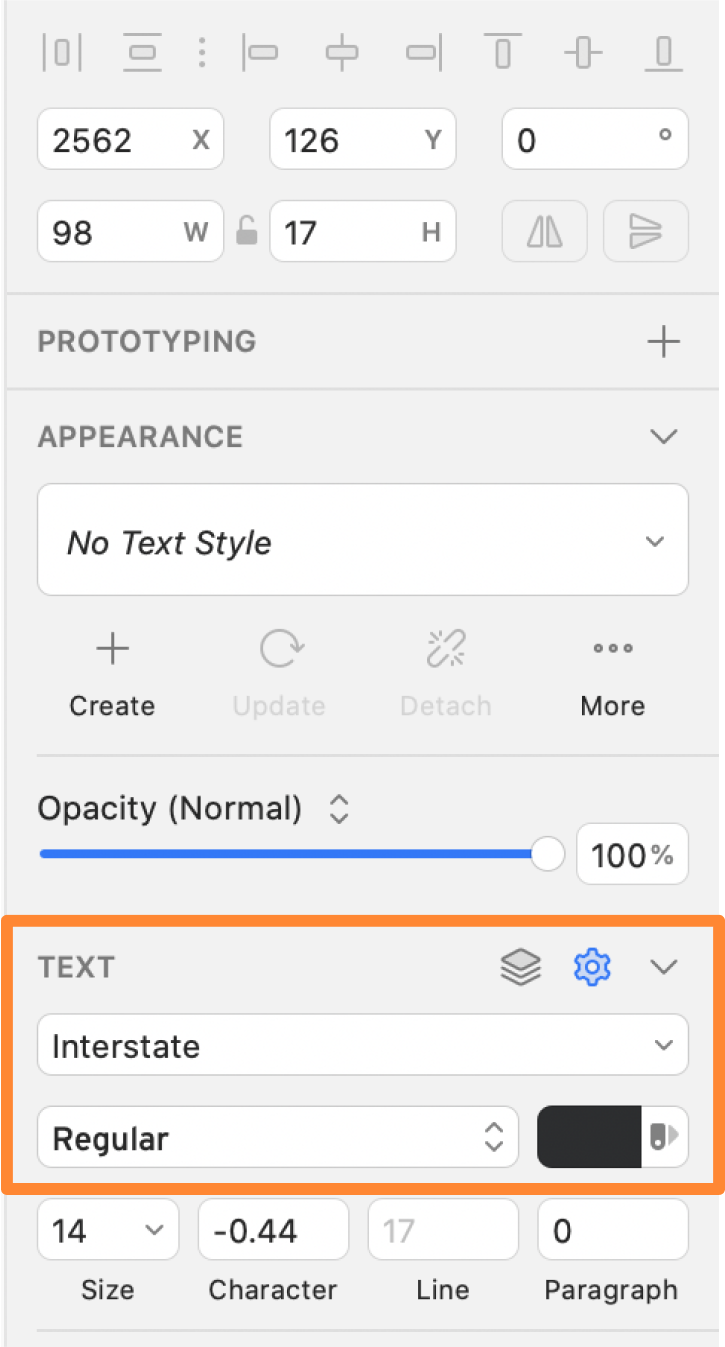 2562 X 126 Y 0 °
98 W 17 H
PROTOTYPING
APPEARANCE
No Text Style
Create Update Detach More
Opacity (Normal)
100%
TEXT
Interstate
Regular
14 -0.44 17 0
Size Character Line Paragraph